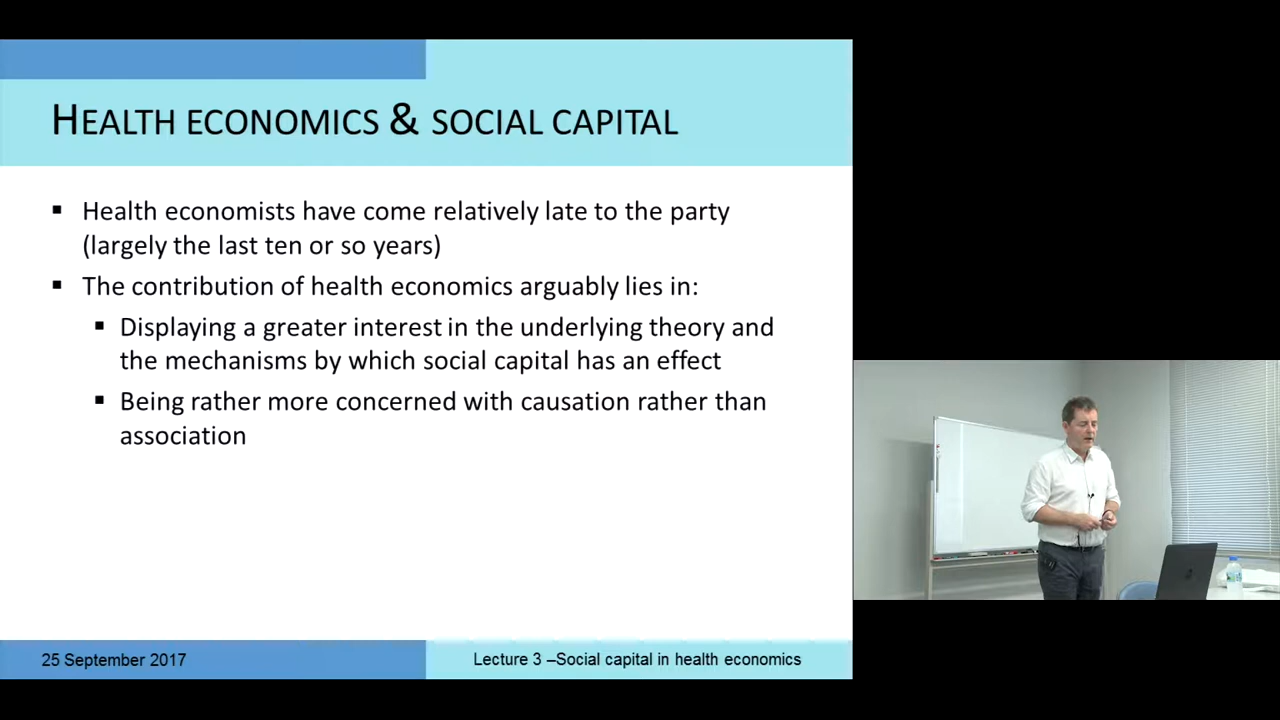 HEALTH ECONOMICS & SOCIAL CAPITAL
▪ Health economists have come relatively late to the party
(largely the last ten or so years)
▪ The contribution of health economics arguably lies in:
▪ Displaying a greater interest in the underlying theory and
the mechanisms by which social capital has an effect
▪ Being rather more concerned with causation rather than
association
25 September 2017
Lecture 3 –Social capital in health economics